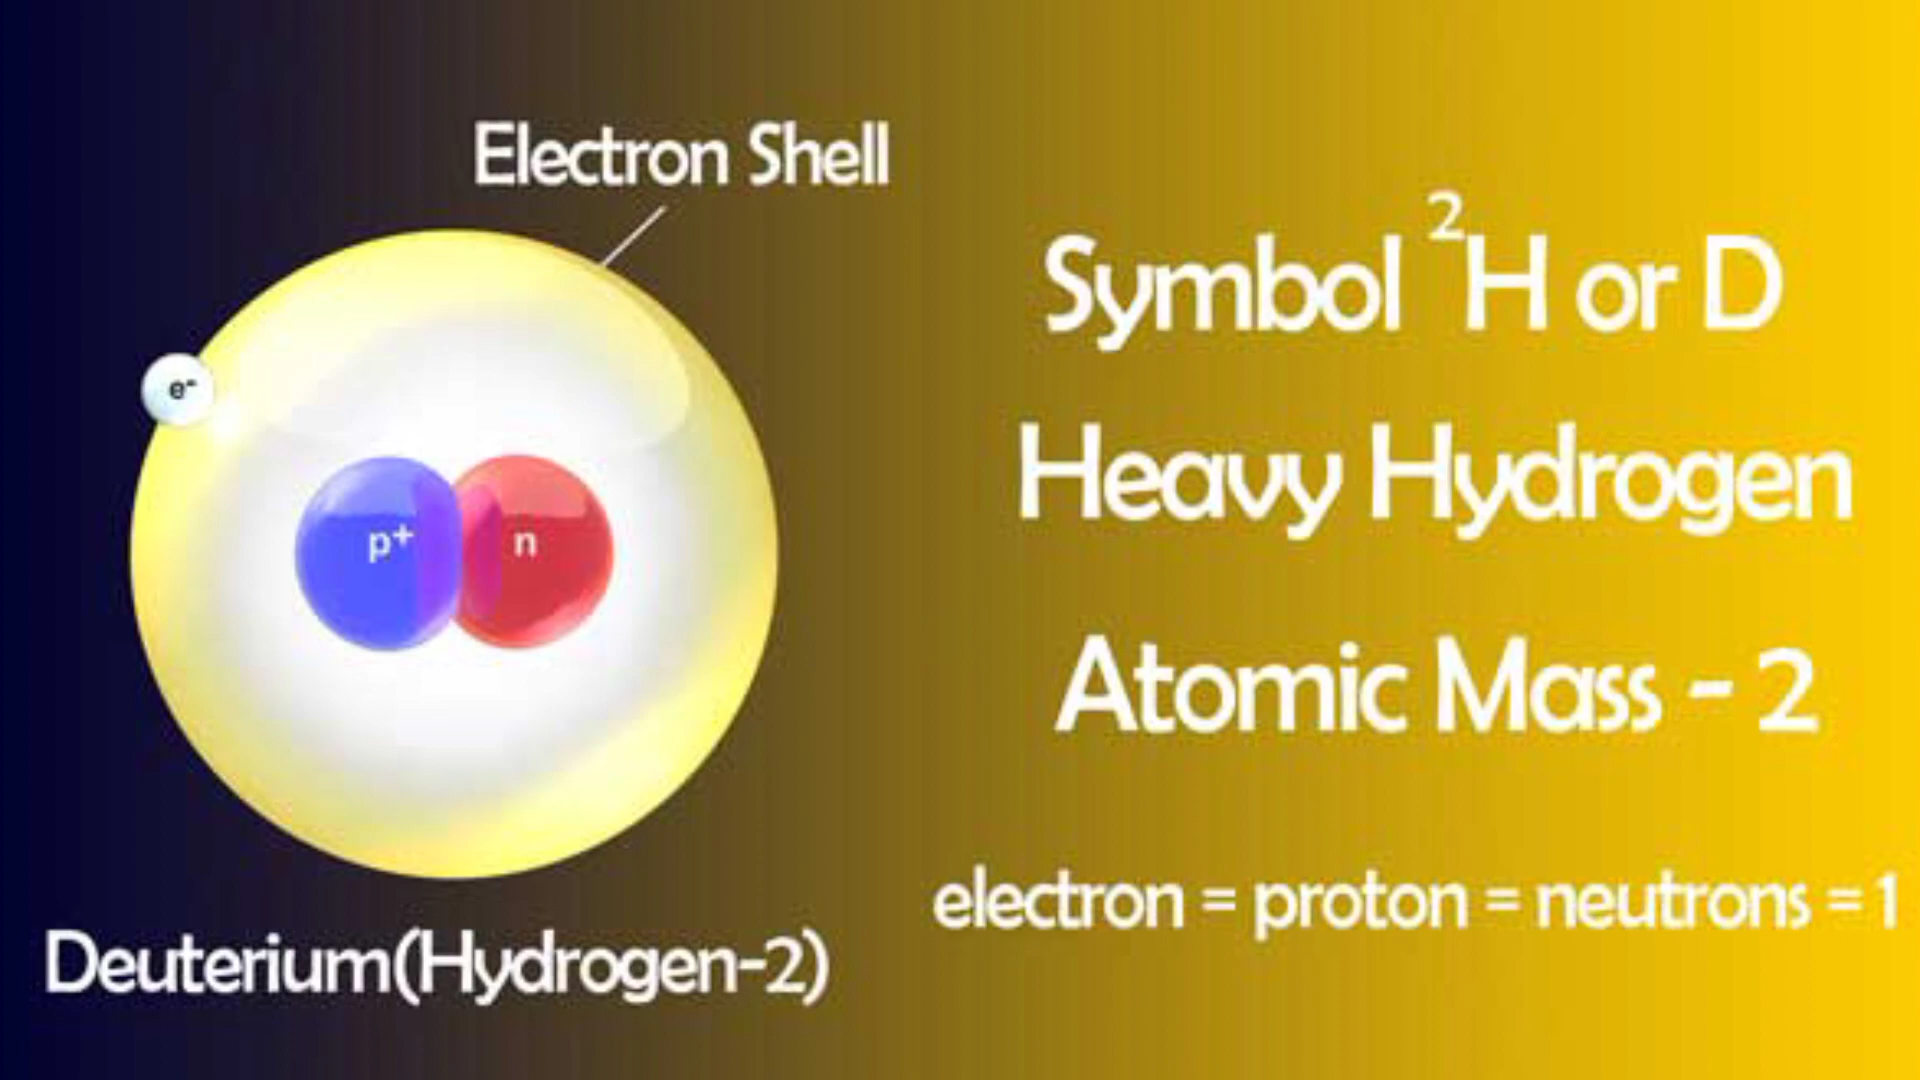 Electron Shell
e-
p+
n
Deuterium(Hydrogen-2)
Symbol ²H or D
Heavy Hydrogen
Atomic Mass - 2
electron = proton = neutrons = 1